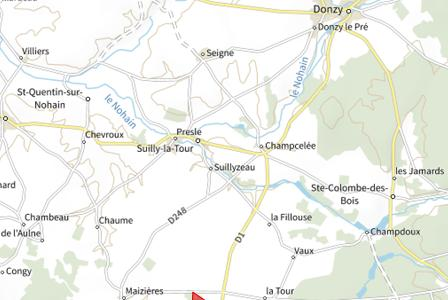 Donzy
Donzy le Pré
Villiers
Seigne
St-Quentin-sur-
Nohain
le Nohain
le Nohain
Chevroux
Presle
Suilly-la-Tour
Champcelée
Suillyzeau
les Jamards
Ste-Colombe-des-
Bois
D248
Chambeau
de l'Aulne
Chaume
la Fillouse
D1
Champdoux
Vaux
Congy
Maizières
la Tour